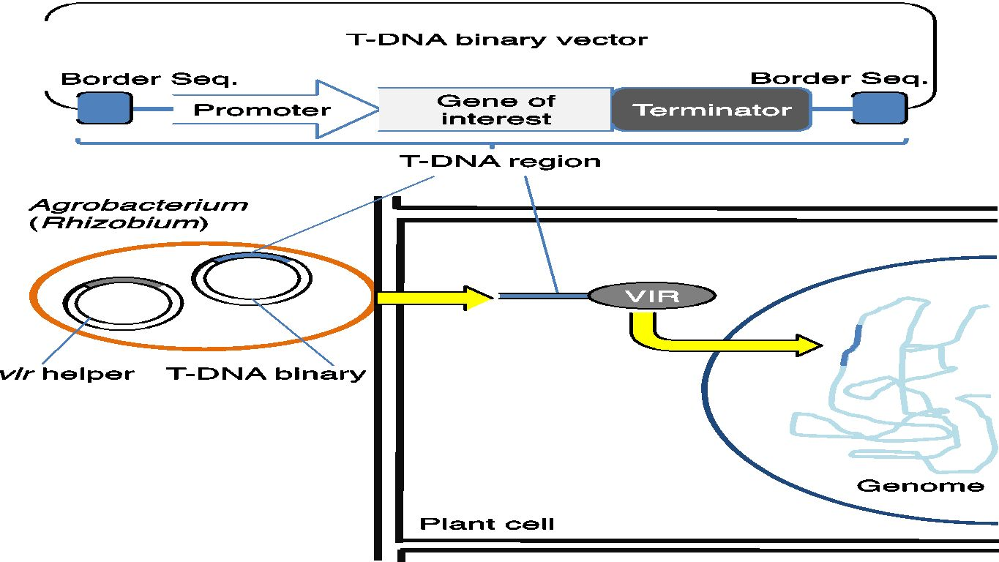 T-DNA binary vector
Border Seq.
Border Seq.
Promoter
Gene of
interest
Terminator
T-DNA region
Agrobacterium
(Rhizobium)
VIR
vir helper
T-DNA binary
Genome
Plant cell